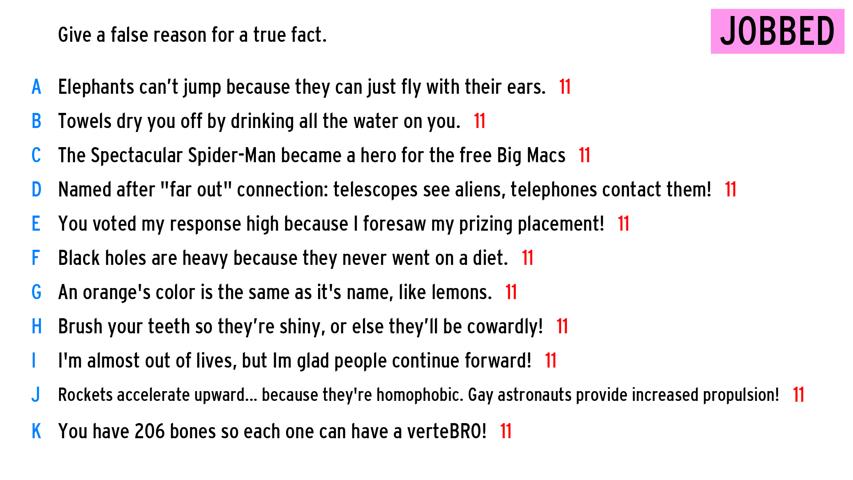 Give a false reason for a true fact.
JOBBED
A Elephants can't jump because they can just fly with their ears. 11
B Towels dry you off by drinking all the water on you. 11
C The Spectacular Spider-Man became a hero for the free Big Macs 11
D Named after "far out" connection: telescopes see aliens, telephones contact them! 11
E You voted my response high because I foresaw my prizing placement! 11
F Black holes are heavy because they never went on a diet. 11
G An orange's color is the same as it's name, like lemons. 11
H Brush your teeth so they're shiny, or else they'll be cowardly! 11
I I'm almost out of lives, but Im glad people continue forward! 11
J Rockets accelerate upward... because they're homophobic. Gay astronauts provide increased propulsion! 11
K You have 206 bones so each one can have a verteBRO! 11